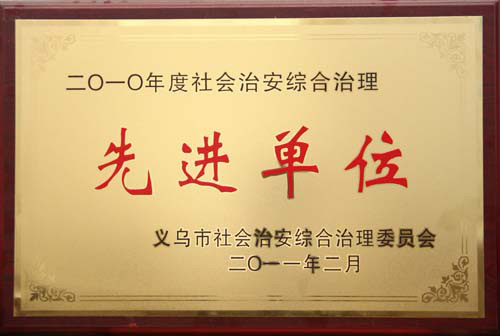 二〇一〇年度社会治安综合治理
先进单位
义乌市社会治安综合治理委员会
二〇一一年二月